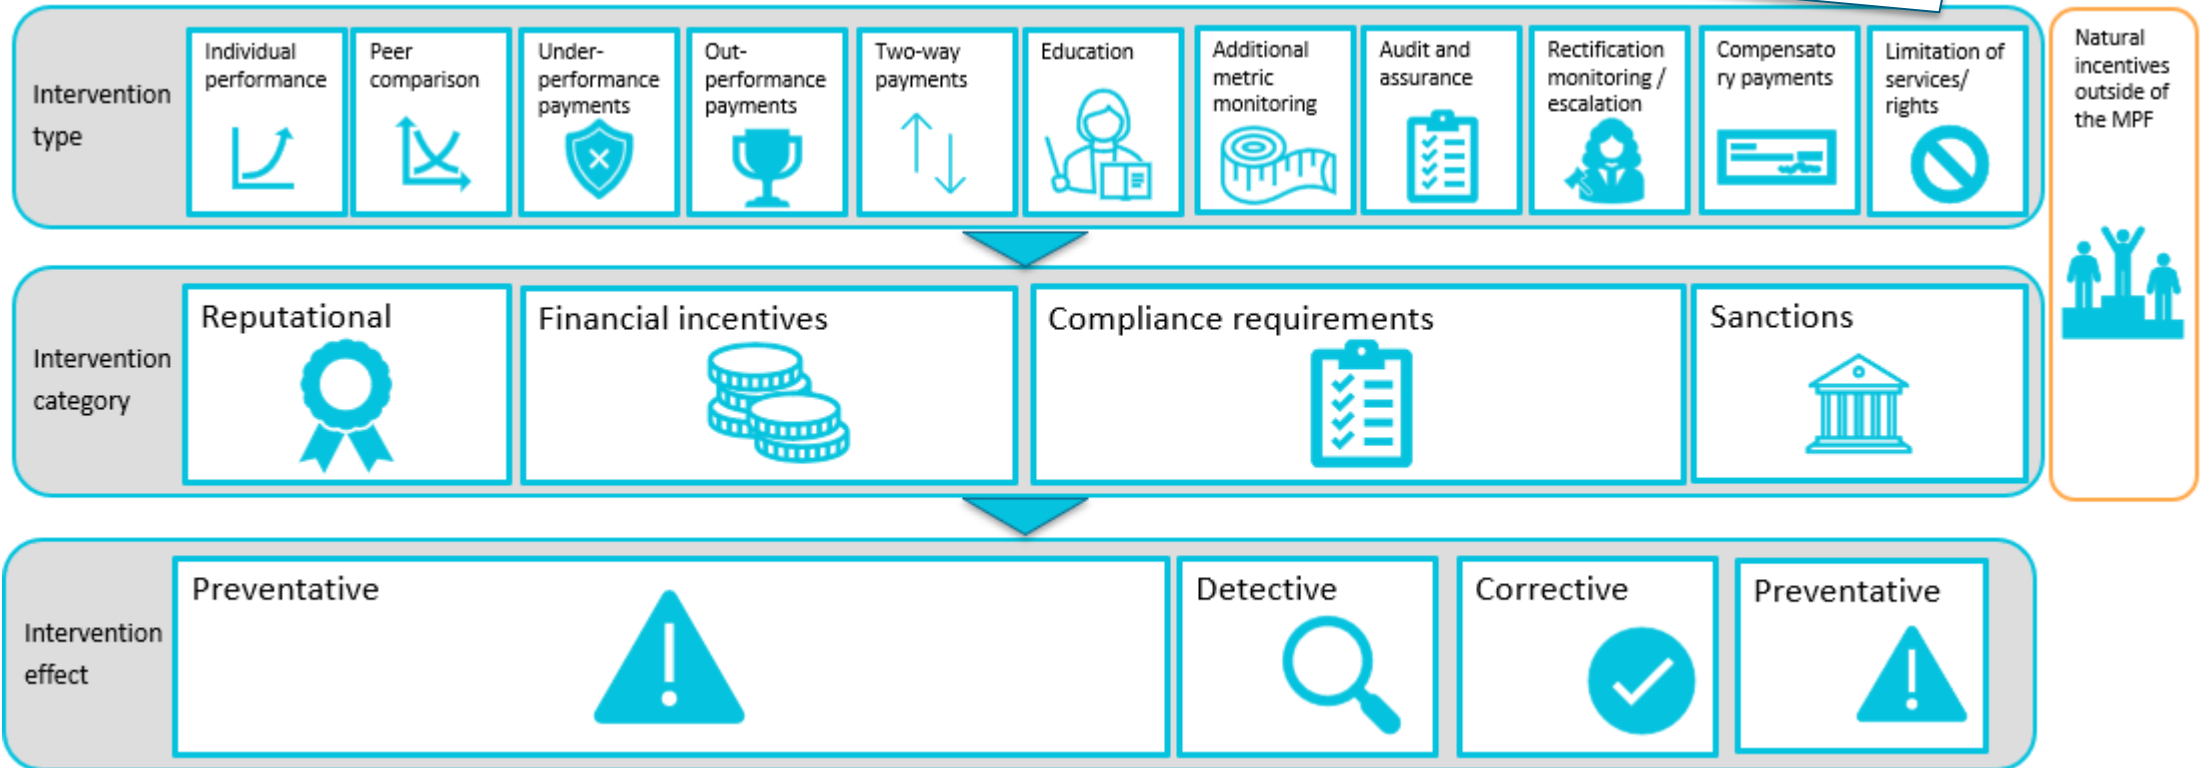 Intervention
type
Individual
performance
Peer
comparison
Under-
performance
payments
Out-
performance
payments
Two-way
payments
Education
Additional
metric
monitoring
Audit and
assurance
Rectification
monitoring /
escalation
Compensato
ry payments
Limitation of
services/
rights
Natural
incentives
outside of
the MPF
Intervention
category
Reputational
Financial incentives
Compliance requirements
Sanctions
Intervention
effect
Preventative
Detective
Corrective
Preventative